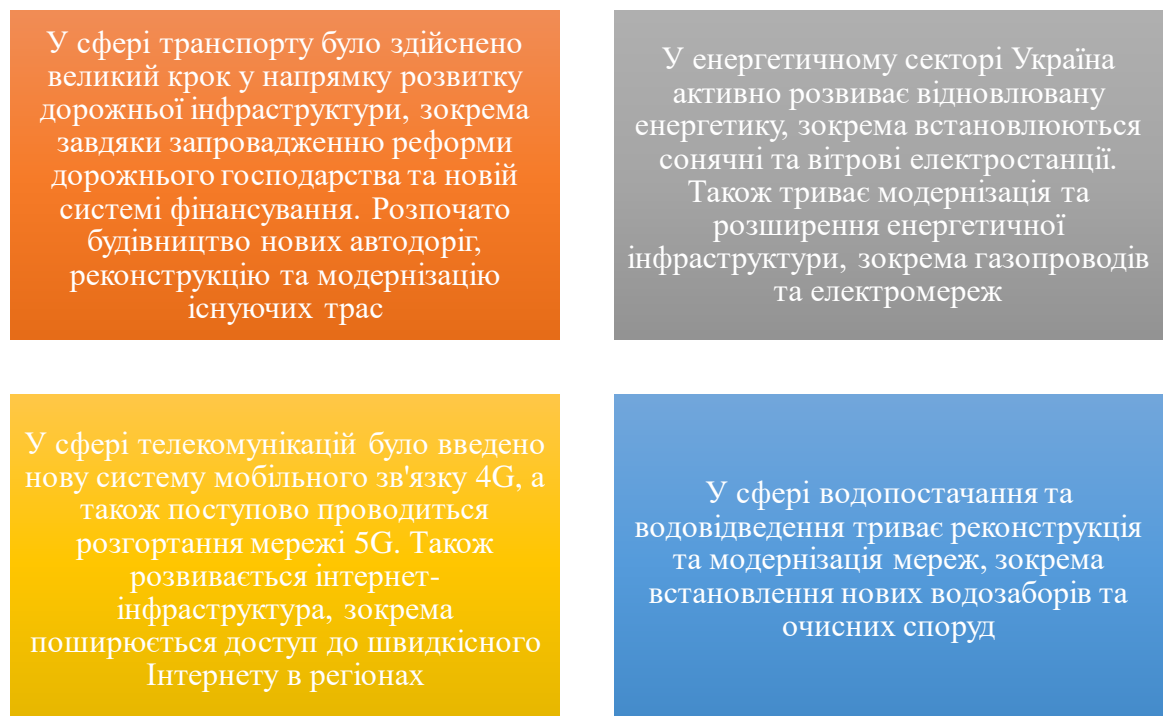 У сфері транспорту було здійснено
великий крок у напрямку розвитку
дорожньої інфраструктури, зокрема
завдяки запровадженню реформи
дорожнього господарства та новій
системі фінансування. Розпочато
будівництво нових автодоріг,
реконструкцію та модернізацію
існуючих трас
У енергетичному секторі Україна
активно розвиває відновлювану
енергетику, зокрема встановлюються
сонячні та вітрові електростанції.
Також триває модернізація та
розширення енергетичної
інфраструктури, зокрема газопроводів
та електромереж
У сфері телекомунікацій було введено
нову систему мобільного зв'язку 4G, а
також поступово проводиться
розгортання мережі 5G. Також
розвивається інтернет-
інфраструктура, зокрема
поширюється доступ до швидкісного
Інтернету в регіонах
У сфері водопостачання та
водовідведення триває реконструкція
та модернізація мереж, зокрема
встановлення нових водозаборів та
очисних споруд